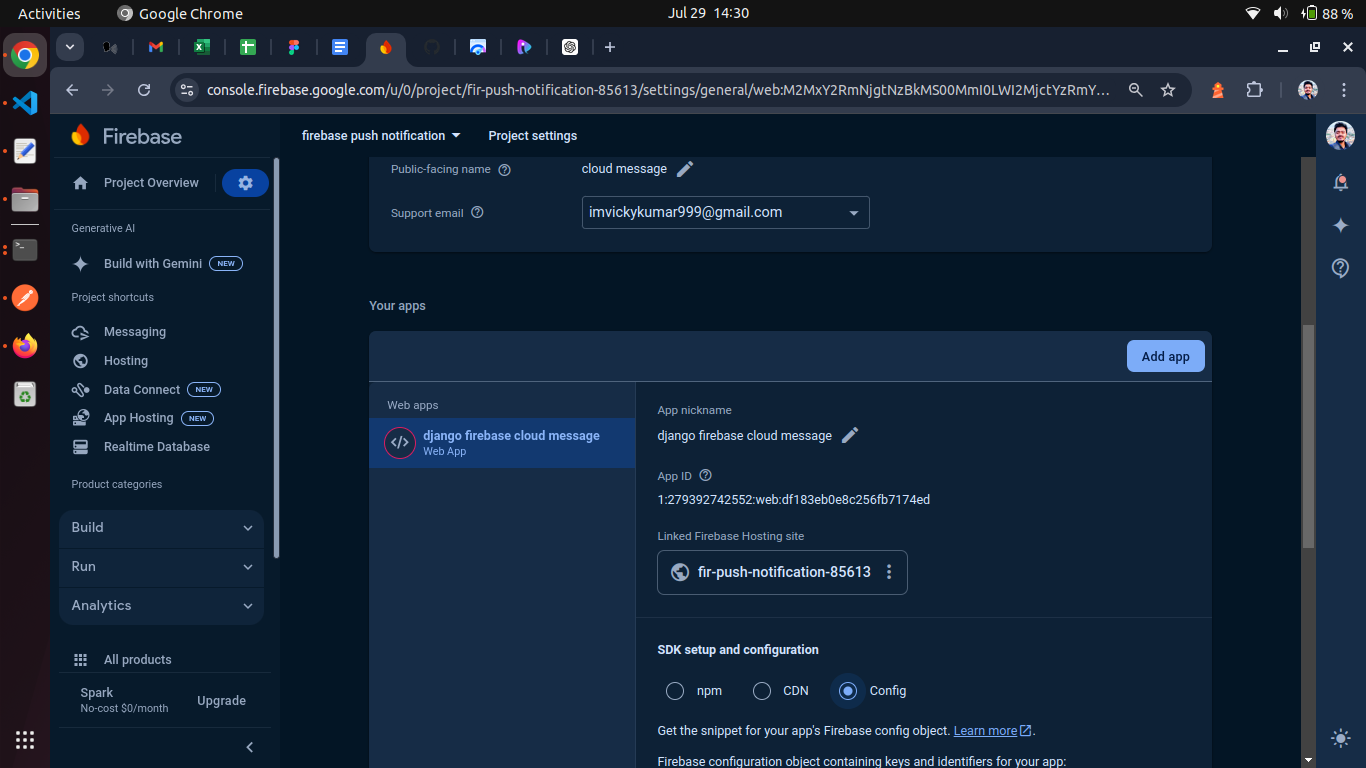 Activities
Google Chrome
Jul 29 14:30
88 %
console.firebase.google.com/u/0/project/fir-push-notification-85613/settings/general/web:M2MxY2RmNjgtNzBkMS00MmI0LWI2MjctYzRmY...
Firebase
firebase push notification
Project settings
Project Overview
Generative AI
Build with Gemini NEW
Project shortcuts
Messaging
Hosting
Data Connect NEW
App Hosting NEW
Realtime Database
Product categories
Build
Run
Analytics
All products
Spark
No-cost $0/month
Upgrade
Public-facing name
cloud message
Support email
imvickykumar999@gmail.com
Your apps
Add app
Web apps
django firebase cloud message
Web App
App nickname
django firebase cloud message
App ID
1:279392742552:web:df183eb0e8c256fb7174ed
Linked Firebase Hosting site
fir-push-notification-85613
SDK setup and configuration
npm
CDN
Config
Get the snippet for your app's Firebase config object. Learn more.
Firebase configuration object containing keys and identifiers for your app: